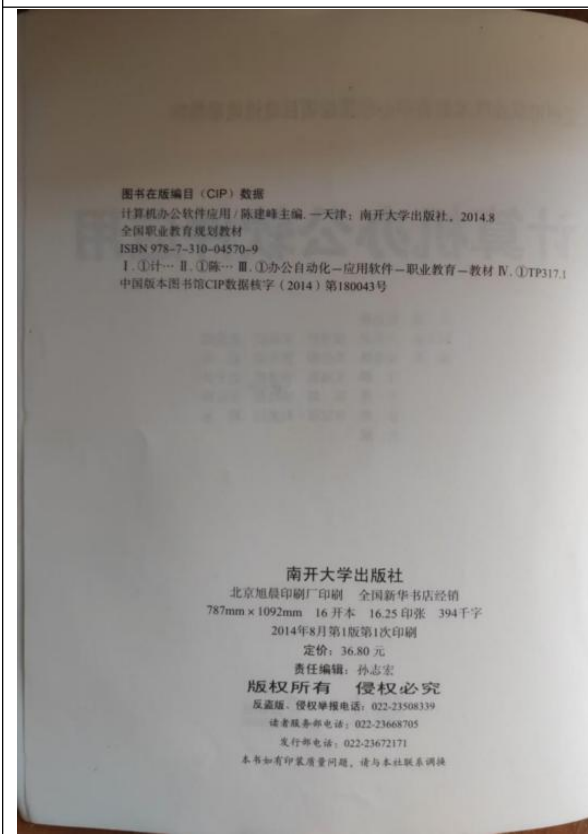 图书在版编目（CIP）数据
计算机办公软件应用/陈建峰主编.—天津：南开大学出版社，2014.8
全国职业教育规划教材
ISBN 978-7-310-04570-9
Ⅰ.①计… Ⅱ.①陈… Ⅲ.①办公自动化－应用软件－职业教育－教材 Ⅳ.①TP317.1
中国版本图书馆CIP数据核字（2014）第180043号
南开大学出版社
北京旭晨印刷厂印刷 全国新华书店经销
787mm×1092mm 16开本 16.25印张 394千字
2014年8月第1版第1次印刷
定价：36.80元
责任编辑：孙志宏
版权所有 侵权必究
反盗版、侵权举报电话：022-23508339
读者服务部电话：022-23668705
发行部电话：022-23672171
本书如有印装质量问题，请与本社联系调换